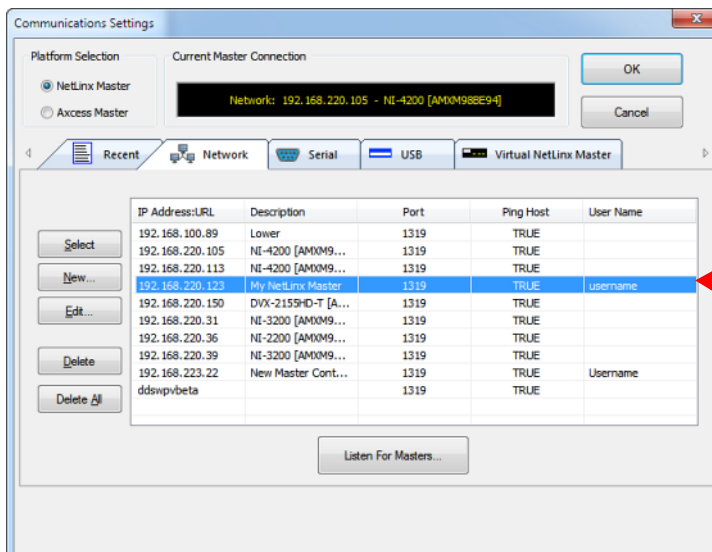 Communications Settings
Platform Selection
NetLinx Master
Axcess Master
Current Master Connection
Network: 192.168.220.105 - NI-4200 [AMXM98BE94]
OK
Cancel
Recent Network Serial USB Virtual NetLinx Master
Select
New...
Edit...
Delete
Delete All
IP Address:URL Description Port Ping Host User Name
192.168.100.89 Lower 1319 TRUE
192.168.220.105 NI-4200 [AMXM9... 1319 TRUE
192.168.220.113 NI-4200 [AMXM9... 1319 TRUE
192.168.220.123 My NetLinx Master 1319 TRUE username
192.168.220.150 DVX-2155HD-T [A... 1319 TRUE
192.168.220.31 NI-3200 [AMXM9... 1319 TRUE
192.168.220.36 NI-2200 [AMXM9... 1319 TRUE
192.168.220.39 NI-3200 [AMXM9... 1319 TRUE
192.168.223.22 New Master Cont... 1319 TRUE Username
ddswpvbeta 1319 TRUE
Listen For Masters...